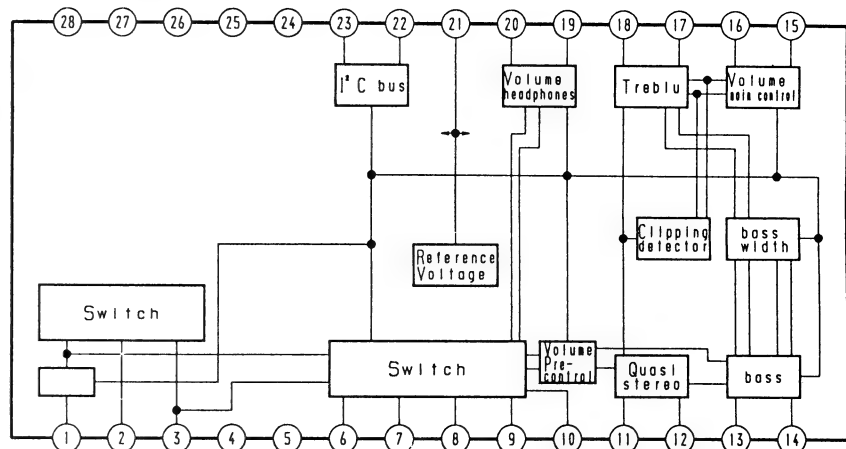 28 27 26 25 24 23 22 21 20 19 18 17 16 15
I²C bus
Volume
headphones
Treblu
Volume
main control
Clipping
detector
bass
width
Reference
Voltage
Switch
Switch
Volume
Pre-
control
Quasi
stereo
bass
1 2 3 4 5 6 7 8 9 10 11 12 13 14